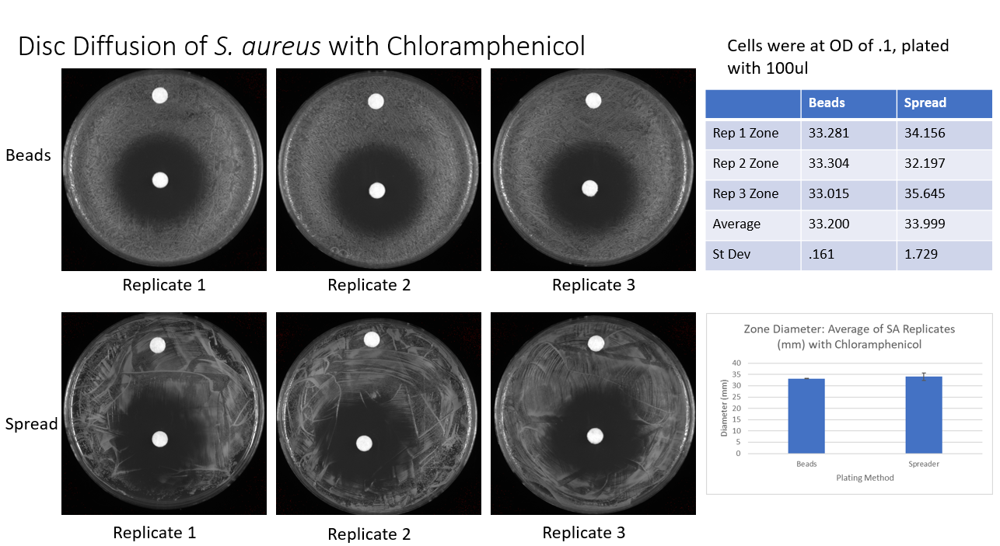 Disc Diffusion of S. aureus with Chloramphenicol
Cells were at OD of .1, plated
with 100ul
Beads
Replicate 1
Replicate 2
Replicate 3
Spread
Replicate 1
Replicate 2
Replicate 3
Beads Spread
Rep 1 Zone 33.281 34.156
Rep 2 Zone 33.304 32.197
Rep 3 Zone 33.015 35.645
Average 33.200 33.999
St Dev .161 1.729
Zone Diameter: Average of SA Replicates
(mm) with Chloramphenicol
Diameter (mm)
40
35
30
25
20
15
10
5
0
Beads Spreader
Plating Method